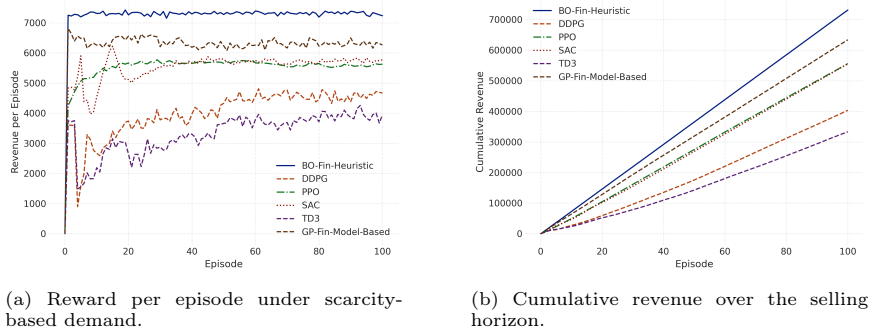 7000
6000
5000
4000
3000
2000
1000
0
Revenue per Episode
0 20 40 60 80 100
Episode
BO-Fin-Heuristic
DDPG
PPO
SAC
TD3
GP-Fin-Model-Based
(a) Reward per episode under scarcity-
based demand.
700000
600000
500000
400000
300000
200000
100000
0
Cumulative Revenue
0 20 40 60 80 100
Episode
BO-Fin-Heuristic
DDPG
PPO
SAC
TD3
GP-Fin-Model-Based
(b) Cumulative revenue over the selling
horizon.